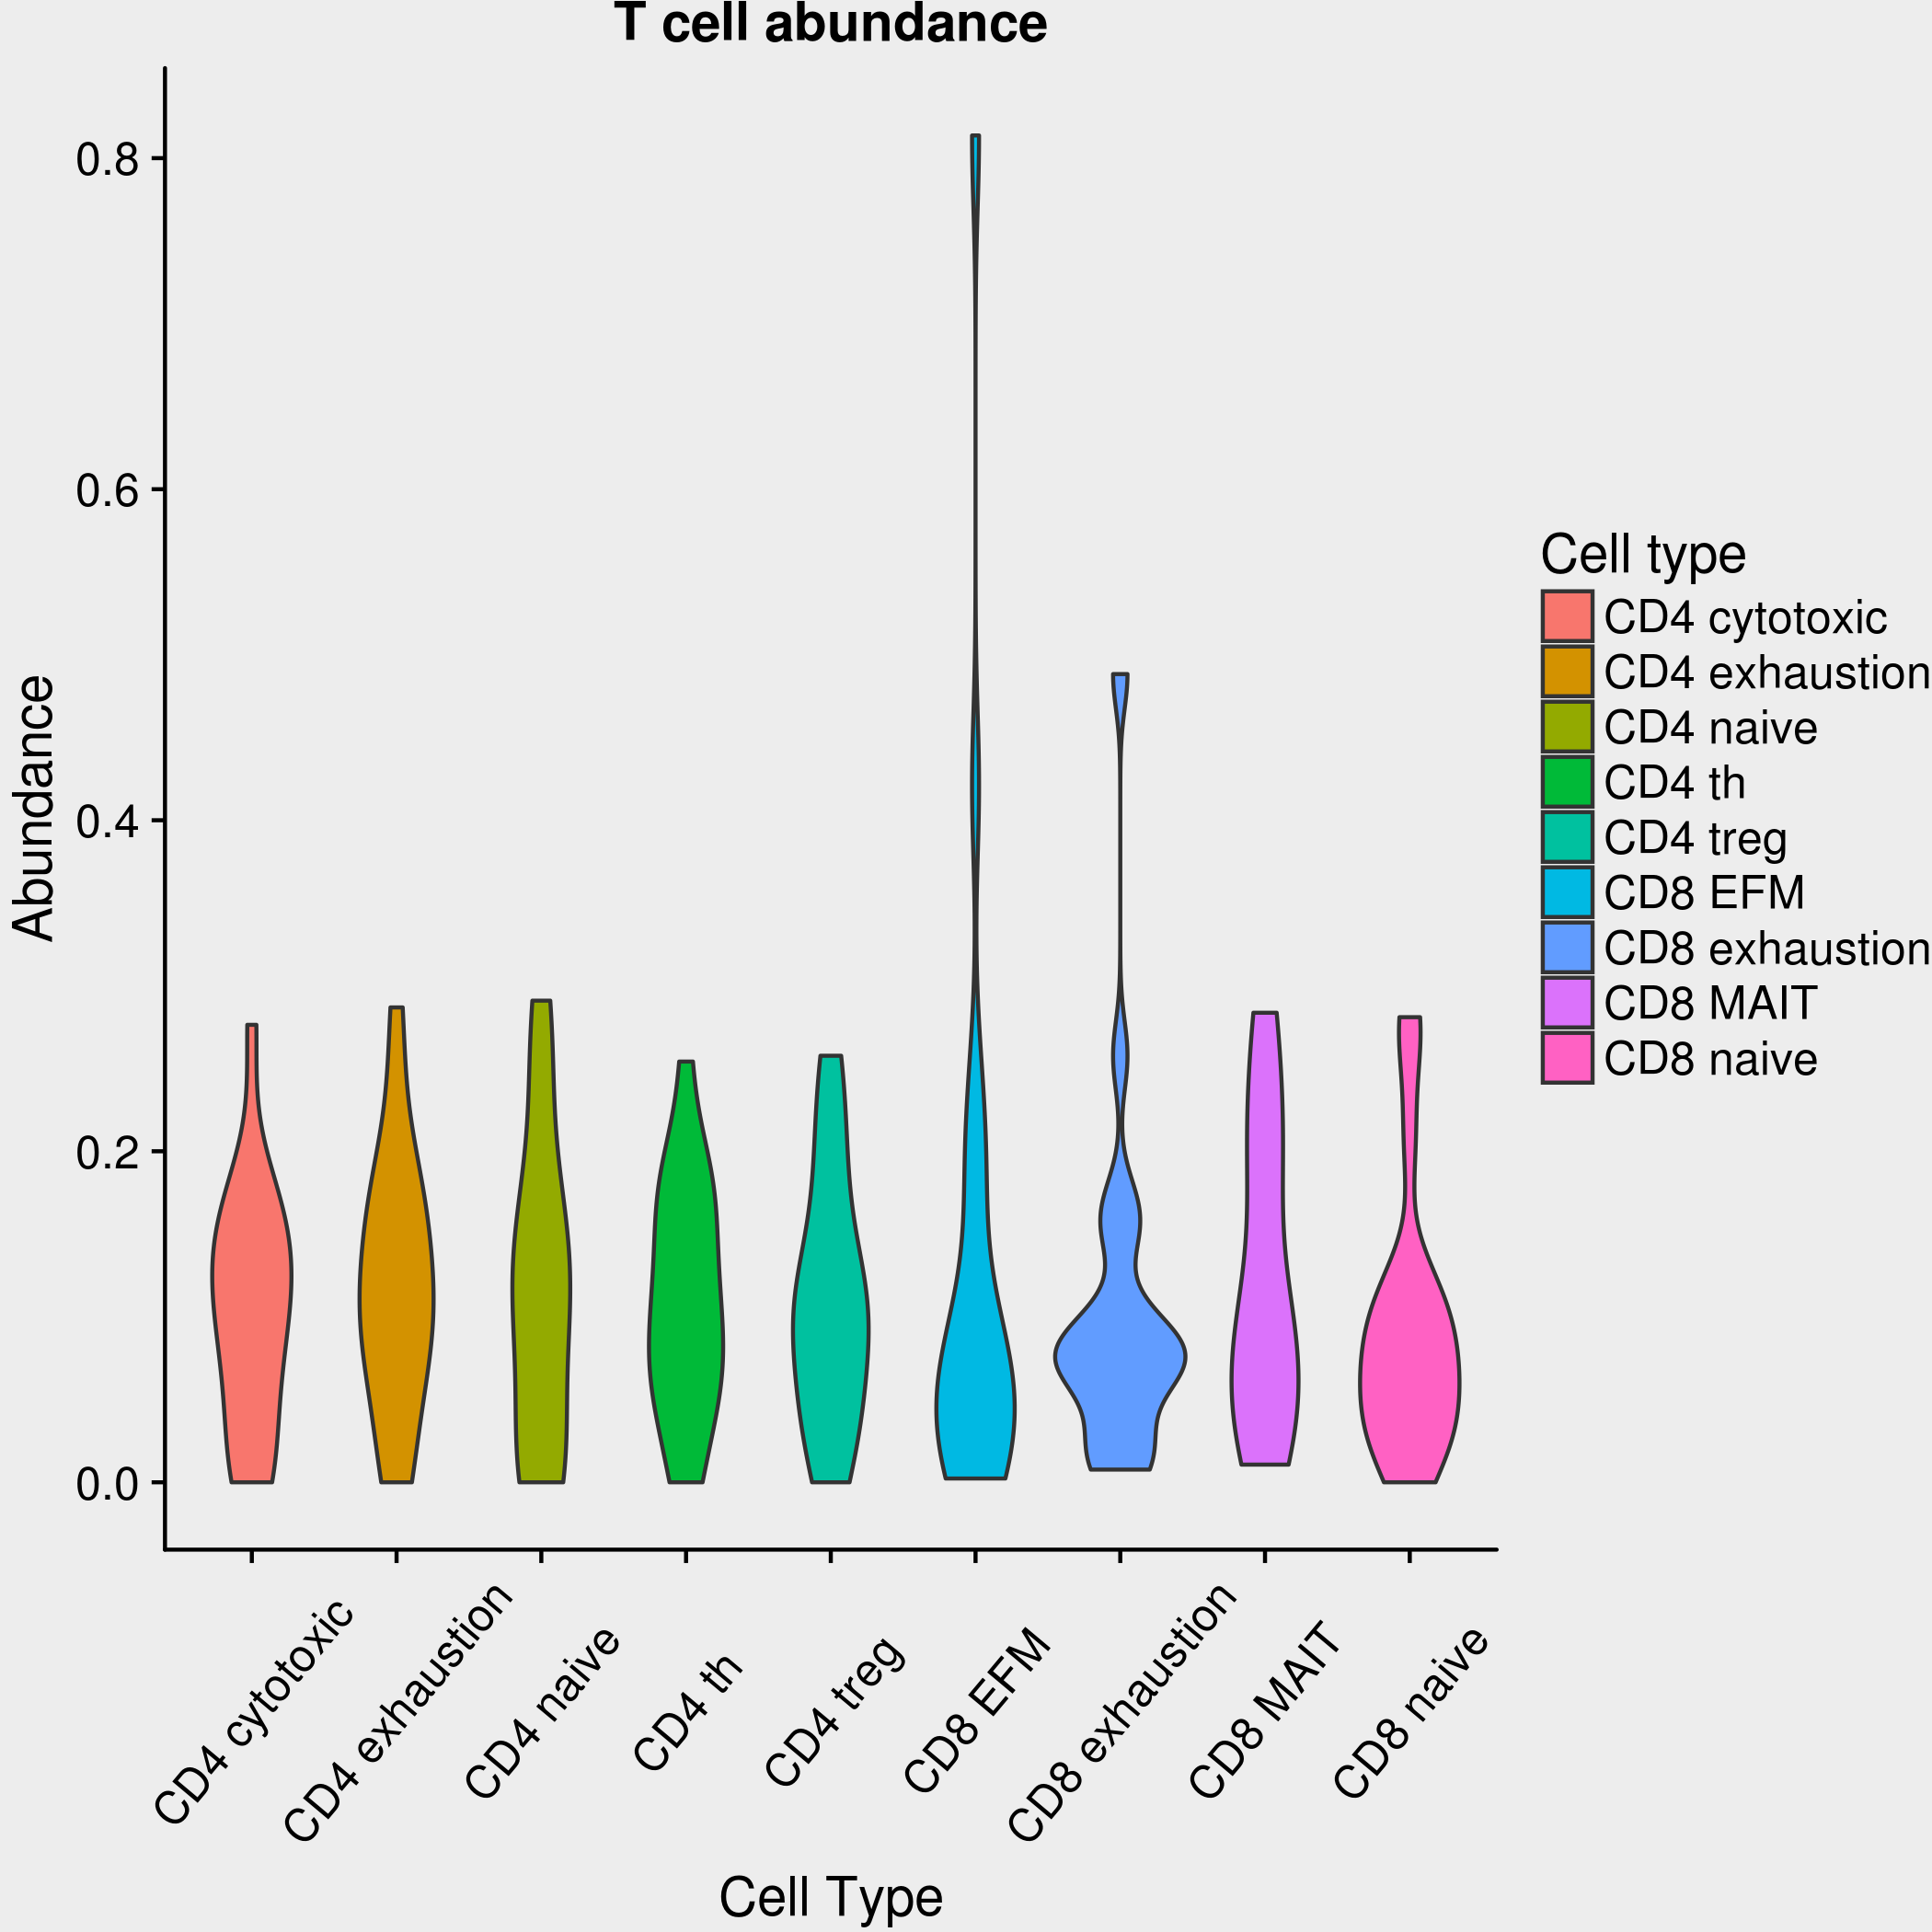 T cell abundance
Abundance
0.8
0.6
0.4
0.2
0.0
CD4 cytotoxic
CD4 exhaustion
CD4 naive
CD4 th
CD4 treg
CD8 EFM
CD8 exhaustion
CD8 MAIT
CD8 naive
Cell Type
Cell type
CD4 cytotoxic
CD4 exhaustion
CD4 naive
CD4 th
CD4 treg
CD8 EFM
CD8 exhaustion
CD8 MAIT
CD8 naive